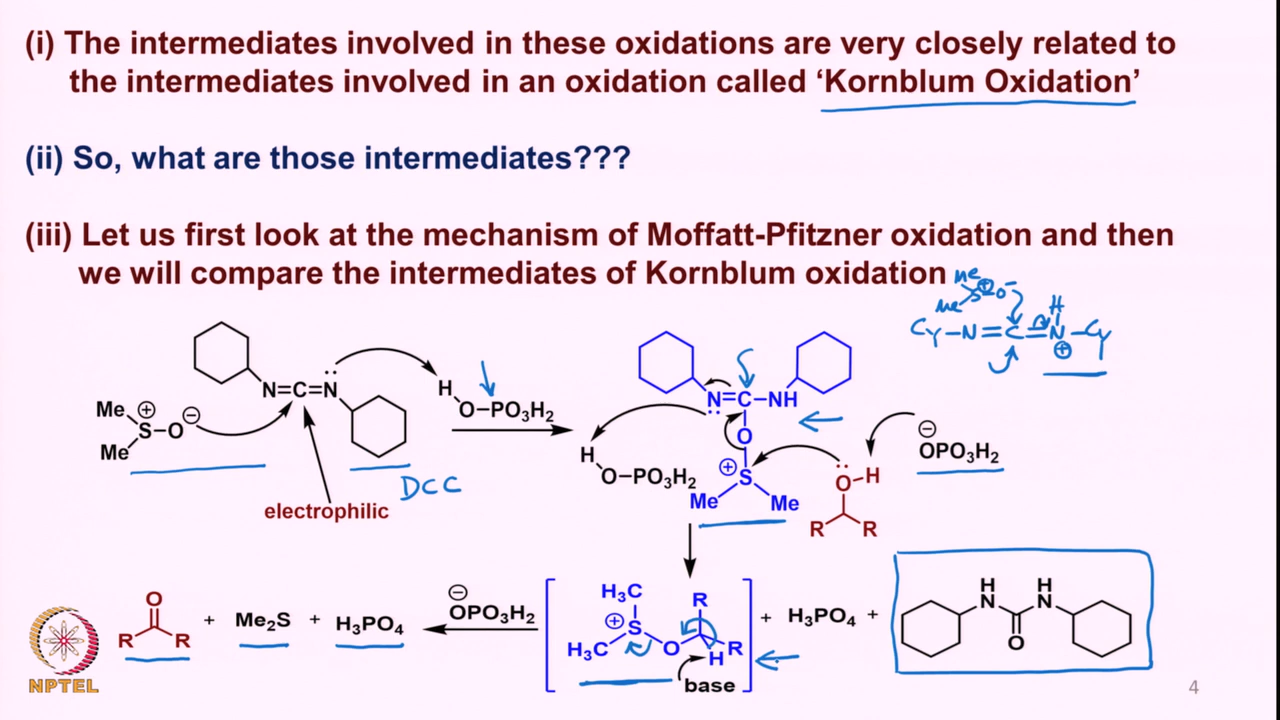 (i) The intermediates involved in these oxidations are very closely related to
the intermediates involved in an oxidation called ‘Kornblum Oxidation’
(ii) So, what are those intermediates???
(iii) Let us first look at the mechanism of Moffatt-Pfitzner oxidation and then
we will compare the intermediates of Kornblum oxidation
Me
Me
S
⊕
O
⊖
H
Cy-N=C=N-Cy
⊕
N=C=N
Me
⊕
⊖
S-O
Me
H
O-PO3H2
DCC
electrophilic
N=C-NH
O
⊕
S
Me
Me
H
O-PO3H2
O-H
R
R
⊖
OPO3H2
O
R
R
+
Me2S
+
H3PO4
⊖
OPO3H2
H3C
⊕
S
H3C
O
R
R
H
base
+
H3PO4
+
H
N
H
N
O
NPTEL
4